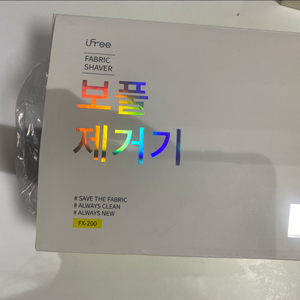 iFree
FABRIC
SHAVER
보풀
제거기
# SAVE THE FABRIC
# ALWAYS CLEAN
# ALWAYS NEW
FX-200